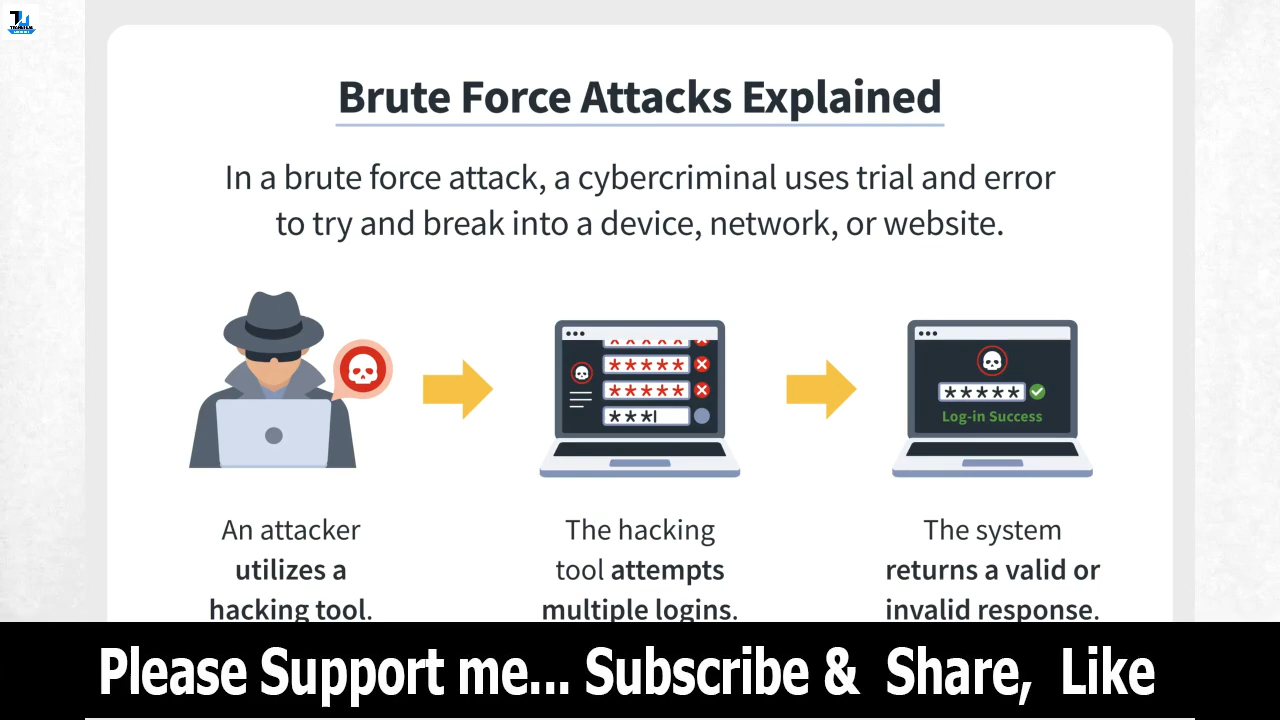 Brute Force Attacks Explained
In a brute force attack, a cybercriminal uses trial and error
to try and break into a device, network, or website.
*****
*****
***
*****
Log-in Success
An attacker
utilizes a
hacking tool.
The hacking
tool attempts
multiple logins.
The system
returns a valid or
invalid response.
Please Support me... Subscribe & Share, Like